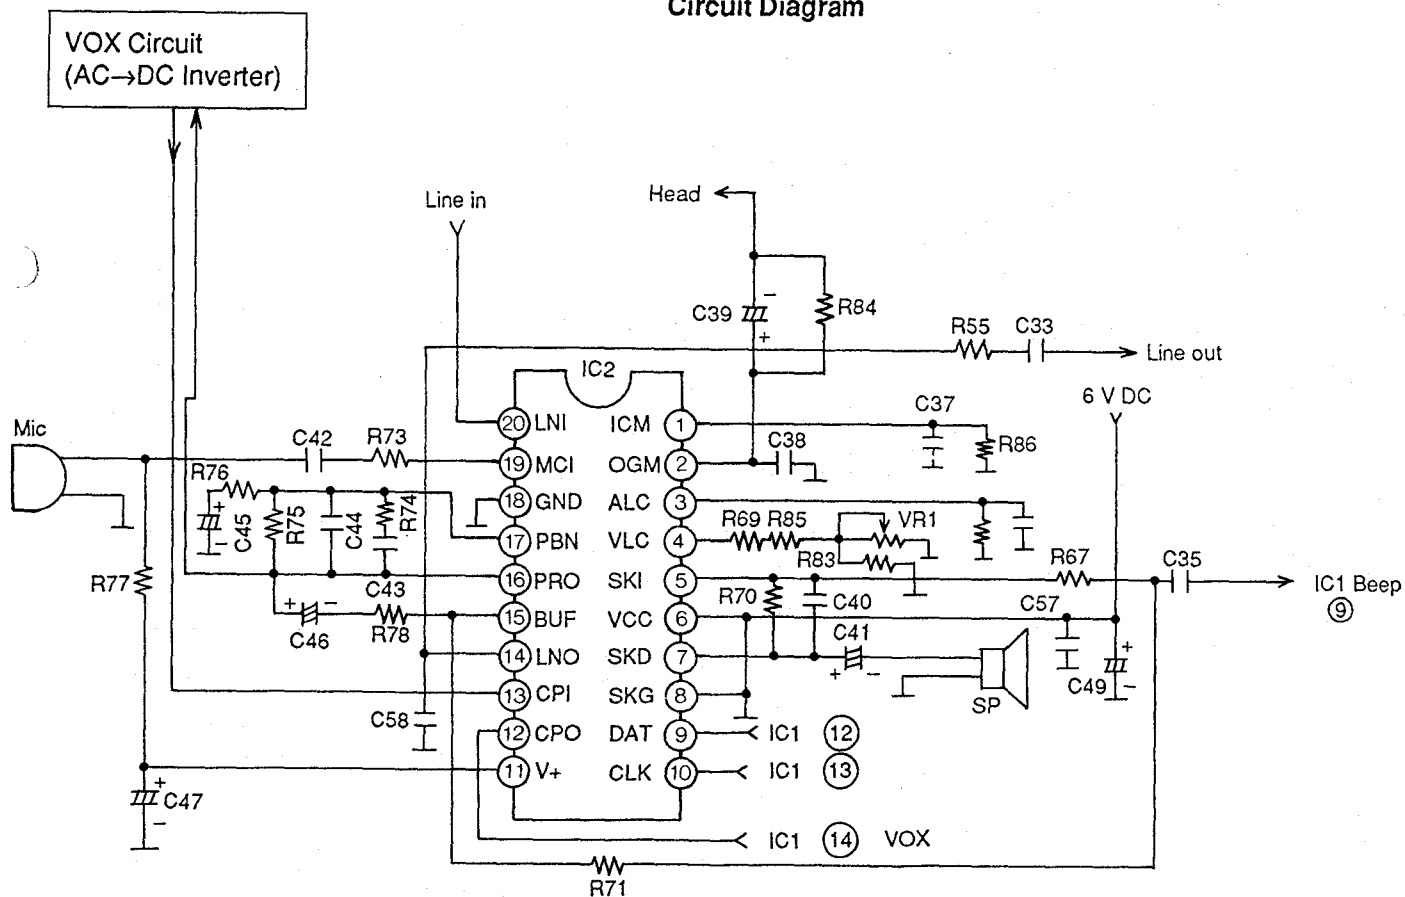 Circuit Diagram
VOX Circuit
(AC→DC Inverter)
Line in
Head
C39
−
+
R84
R55
C33
Line out
IC2
6 V DC
Mic
C42
R73
20
LNI
ICM
1
C37
R86
19
MCI
OGM
2
C38
R76
+
−
C45
R75
C44
R74
18
GND
ALC
3
17
PBN
VLC
4
R69
R85
VR1
R83
R77
16
PRO
SKI
5
R67
C35
IC1 Beep
9
C43
R70
C40
+
−
C46
R78
15
BUF
VCC
6
C57
C41
+
−
14
LNO
SKD
7
+
C49
−
13
CPI
SKG
8
SP
C58
12
CPO
DAT
9
IC1
12
11
V+
CLK
10
IC1
13
+
C47
−
IC1
14
VOX
R71